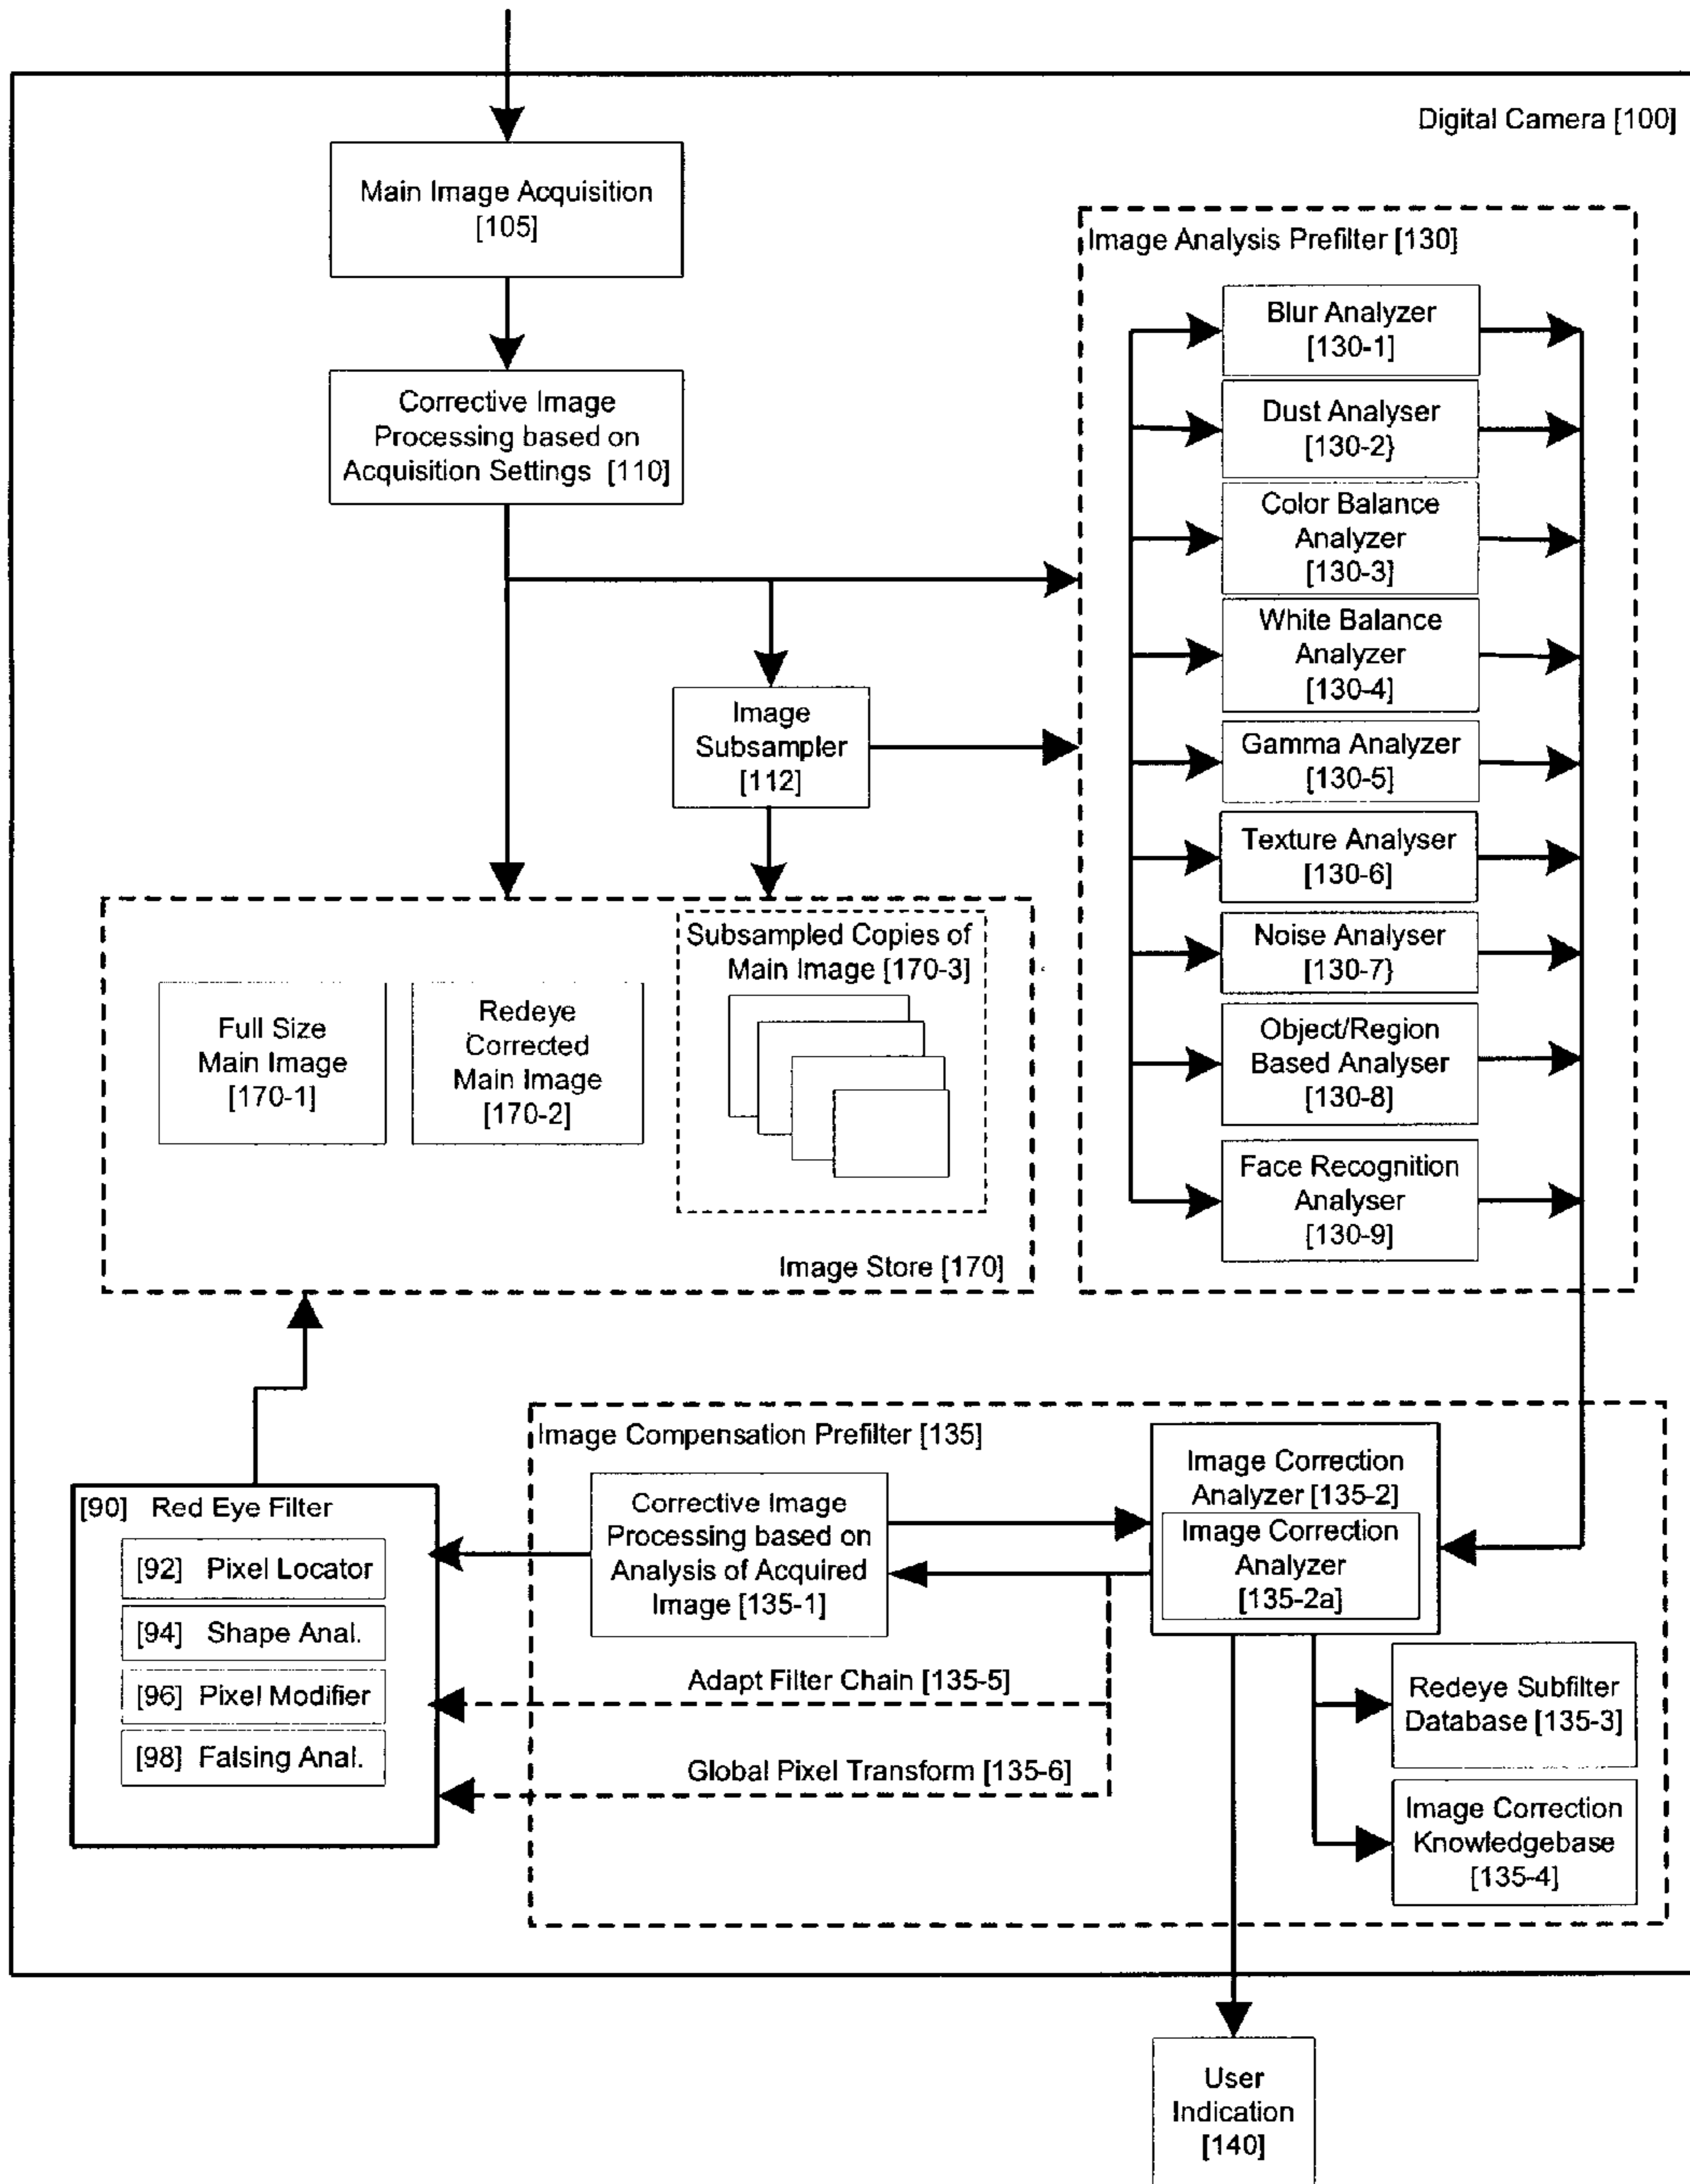 Digital Camera [100]
Main Image Acquisition
[105]
Corrective Image
Processing based on
Acquisition Settings [110]
Image
Subsampler
[112]
Image Analysis Prefilter [130]
Blur Analyzer
[130-1]
Dust Analyser
[130-2}
Color Balance
Analyzer
[130-3]
White Balance
Analyzer
[130-4]
Gamma Analyzer
[130-5]
Texture Analyser
[130-6]
Noise Analyser
[130-7}
Object/Region
Based Analyser
[130-8]
Face Recognition
Analyser
[130-9]
Full Size
Main Image
[170-1]
Redeye
Corrected
Main Image
[170-2]
Subsampled Copies of
Main Image [170-3]
Image Store [170]
Image Compensation Prefilter [135]
Corrective Image
Processing based on
Analysis of Acquired
Image [135-1]
Image Correction
Analyzer [135-2]
Image Correction
Analyzer
[135-2a]
[90] Red Eye Filter
[92] Pixel Locator
[94] Shape Anal.
[96] Pixel Modifier
[98] Falsing Anal.
Adapt Filter Chain [135-5]
Global Pixel Transform [135-6]
Redeye Subfilter
Database [135-3]
Image Correction
Knowledgebase
[135-4]
User
Indication
[140]